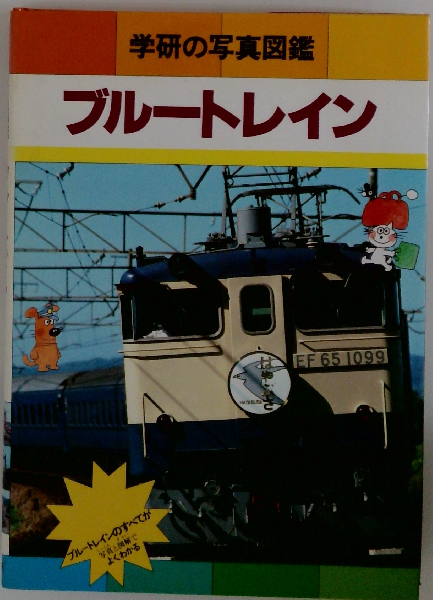 学研の写真図鑑
ブルートレイン
EF 65 1099
ブルートレインのすべてが
写真と図解で
よくわかる